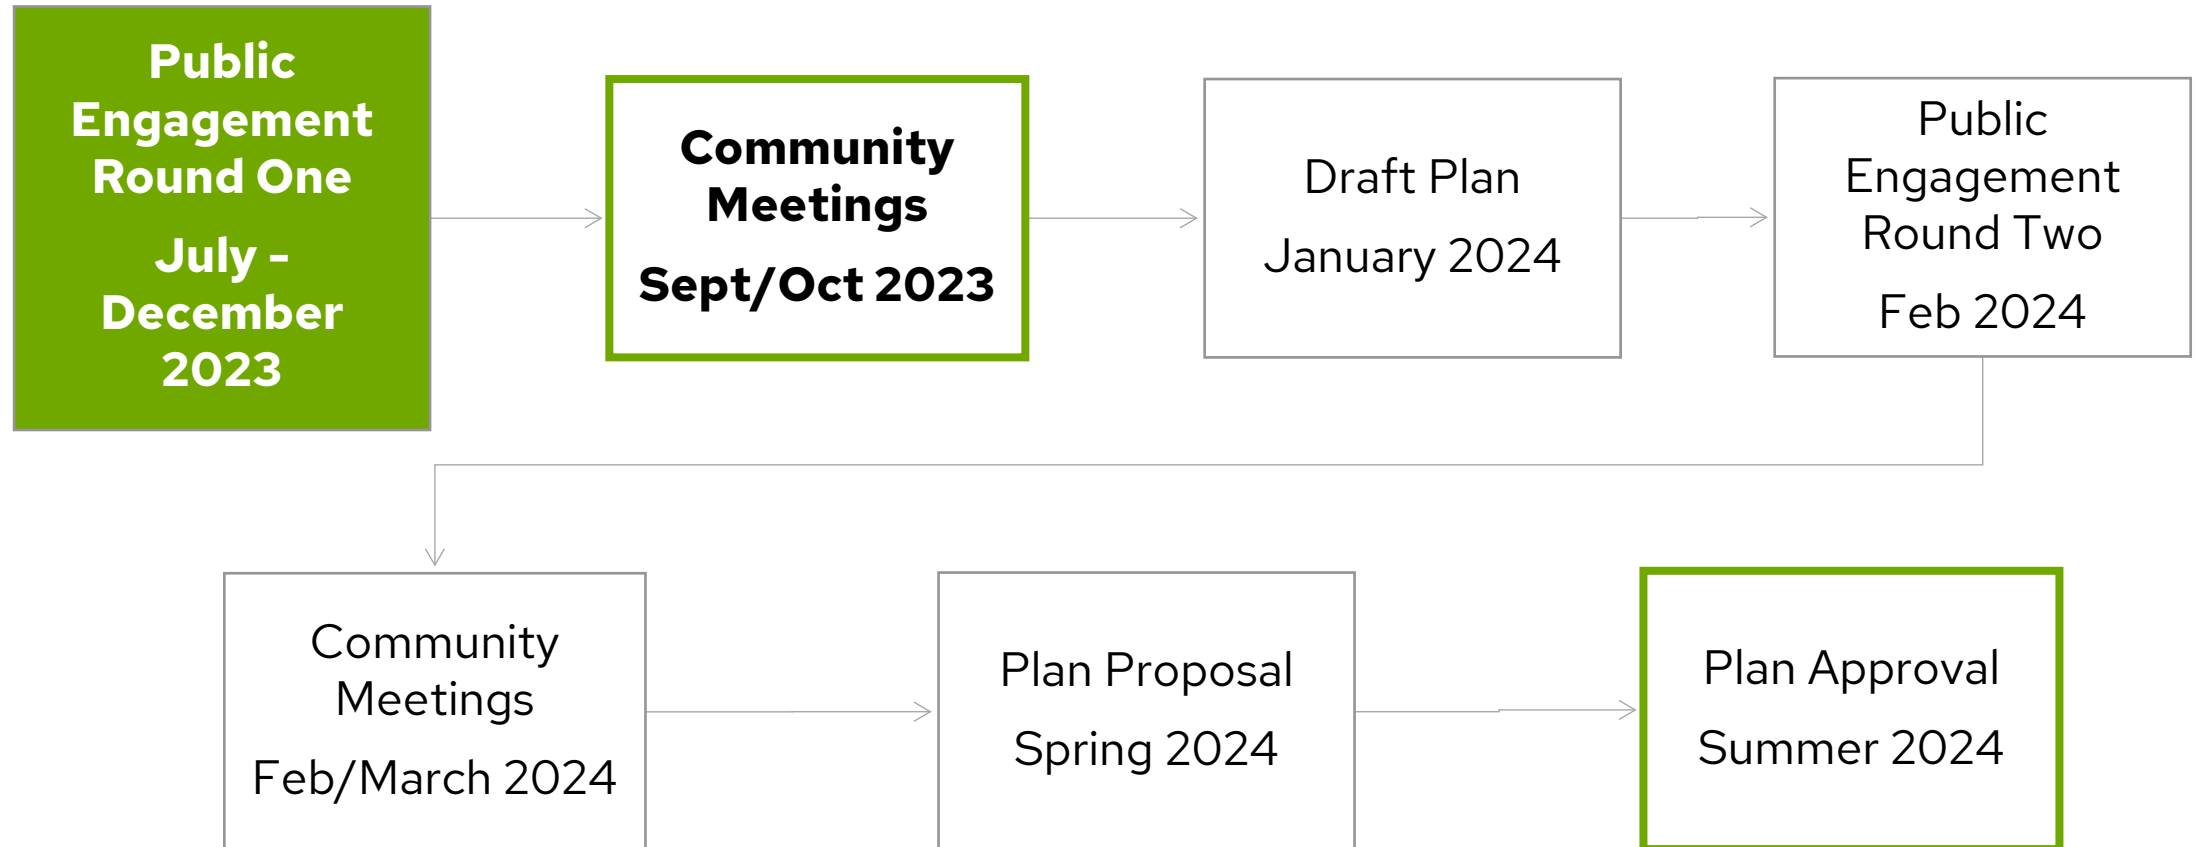 Public
Engagement
Round One
July -
December
2023
Community
Meetings
Sept/Oct 2023
Draft Plan
January 2024
Public
Engagement
Round Two
Feb 2024
Community
Meetings
Feb/March 2024
Plan Proposal
Spring 2024
Plan Approval
Summer 2024